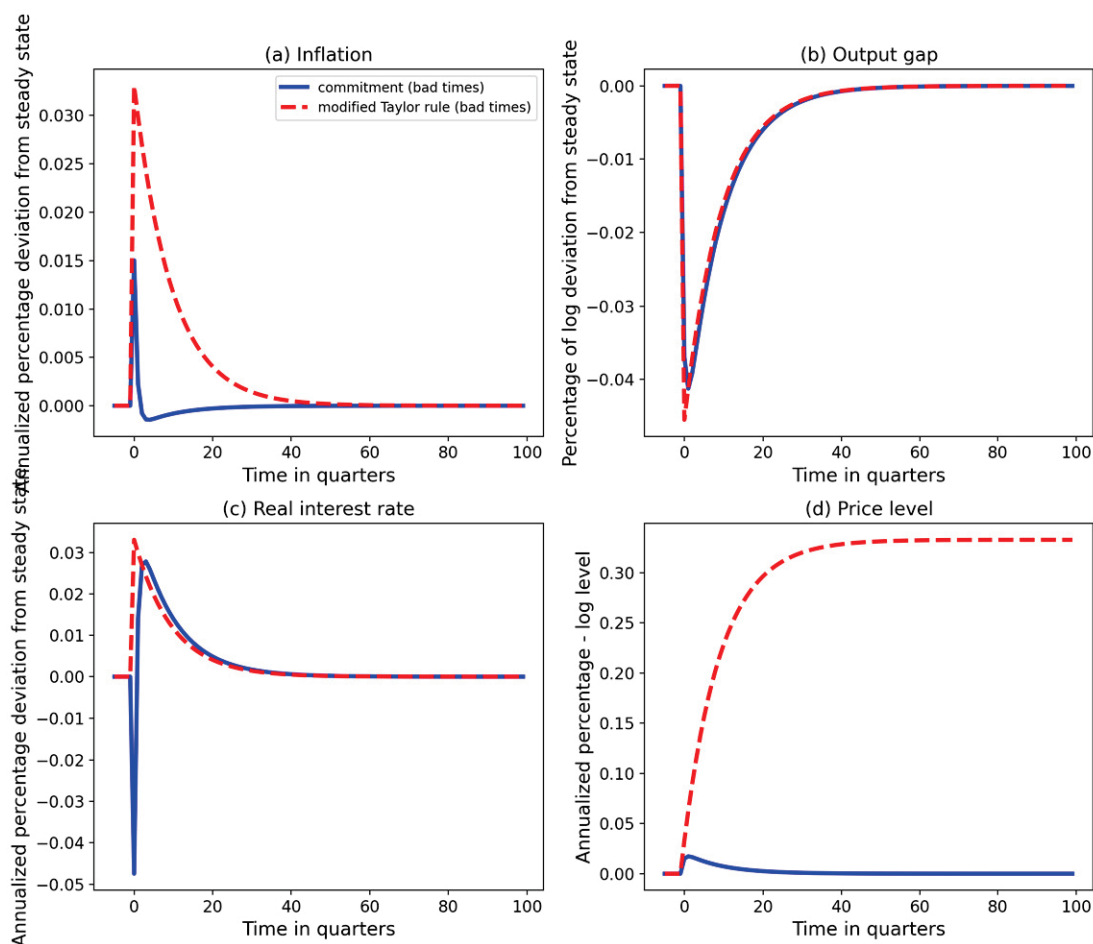 (a) Inflation
Annualized percentage deviation from steady state
commitment (bad times)
modified Taylor rule (bad times)
0.030
0.025
0.020
0.015
0.010
0.005
0.000
0 20 40 60 80 100
Time in quarters
(b) Output gap
Percentage of log deviation from steady state
0.00
−0.01
−0.02
−0.03
−0.04
0 20 40 60 80 100
Time in quarters
(c) Real interest rate
Annualized percentage deviation from steady state
0.03
0.02
0.01
0.00
−0.01
−0.02
−0.03
−0.04
−0.05
0 20 40 60 80 100
Time in quarters
(d) Price level
Annualized percentage - log level
0.30
0.25
0.20
0.15
0.10
0.05
0.00
0 20 40 60 80 100
Time in quarters